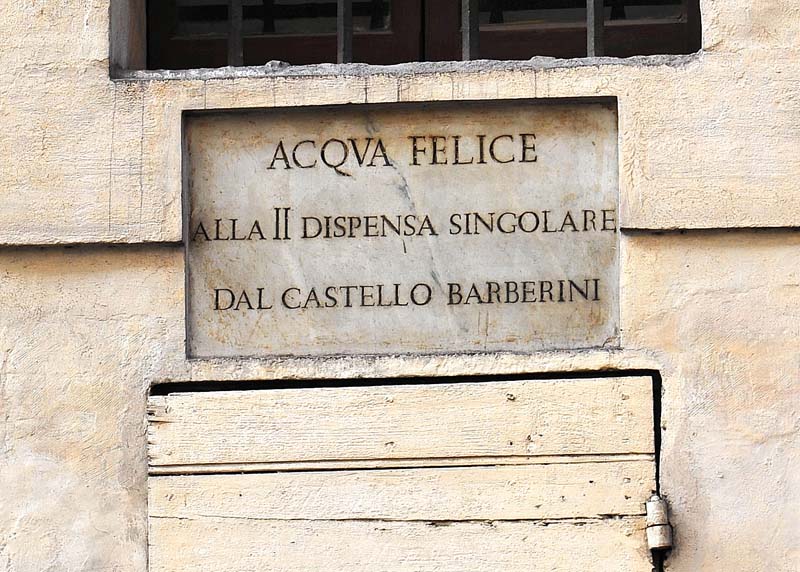 ACQVA FELICE
ALLA II DISPENSA SINGOLARE
DAL CASTELLO BARBERINI